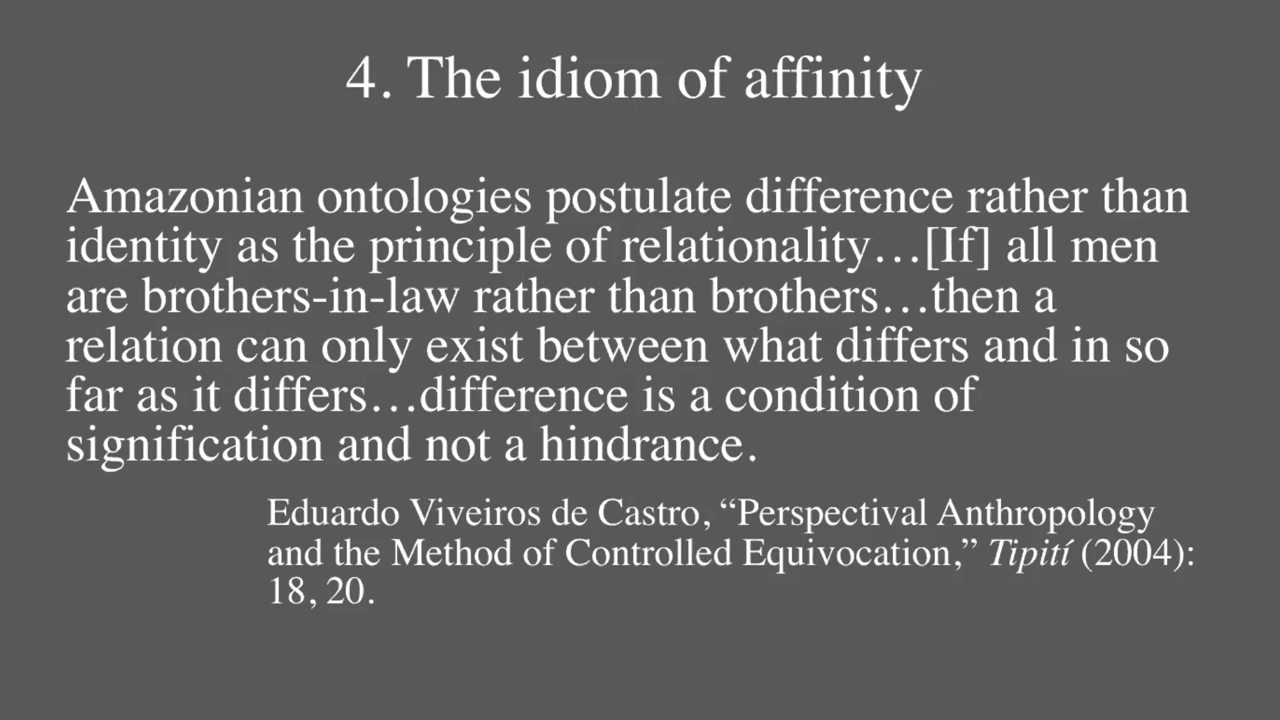 4. The idiom of affinity
Amazonian ontologies postulate difference rather than
identity as the principle of relationality…[If] all men
are brothers-in-law rather than brothers…then a
relation can only exist between what differs and in so
far as it differs…difference is a condition of
signification and not a hindrance.
Eduardo Viveiros de Castro, “Perspectival Anthropology
and the Method of Controlled Equivocation,” Tipití (2004):
18, 20.